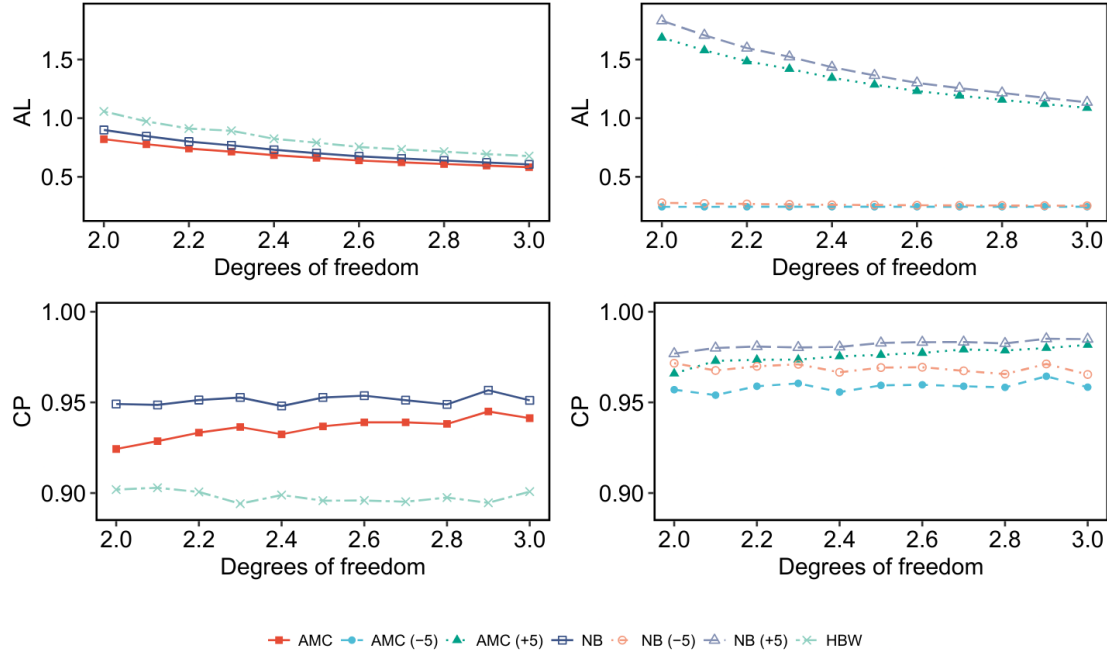 AL
1.5
1.0
0.5
2.0 2.2 2.4 2.6 2.8 3.0
Degrees of freedom
AL
1.5
1.0
0.5
2.0 2.2 2.4 2.6 2.8 3.0
Degrees of freedom
CP
1.00
0.95
0.90
2.0 2.2 2.4 2.6 2.8 3.0
Degrees of freedom
CP
1.00
0.95
0.90
2.0 2.2 2.4 2.6 2.8 3.0
Degrees of freedom
AMC AMC (−5) AMC (+5) NB NB (−5) NB (+5) HBW